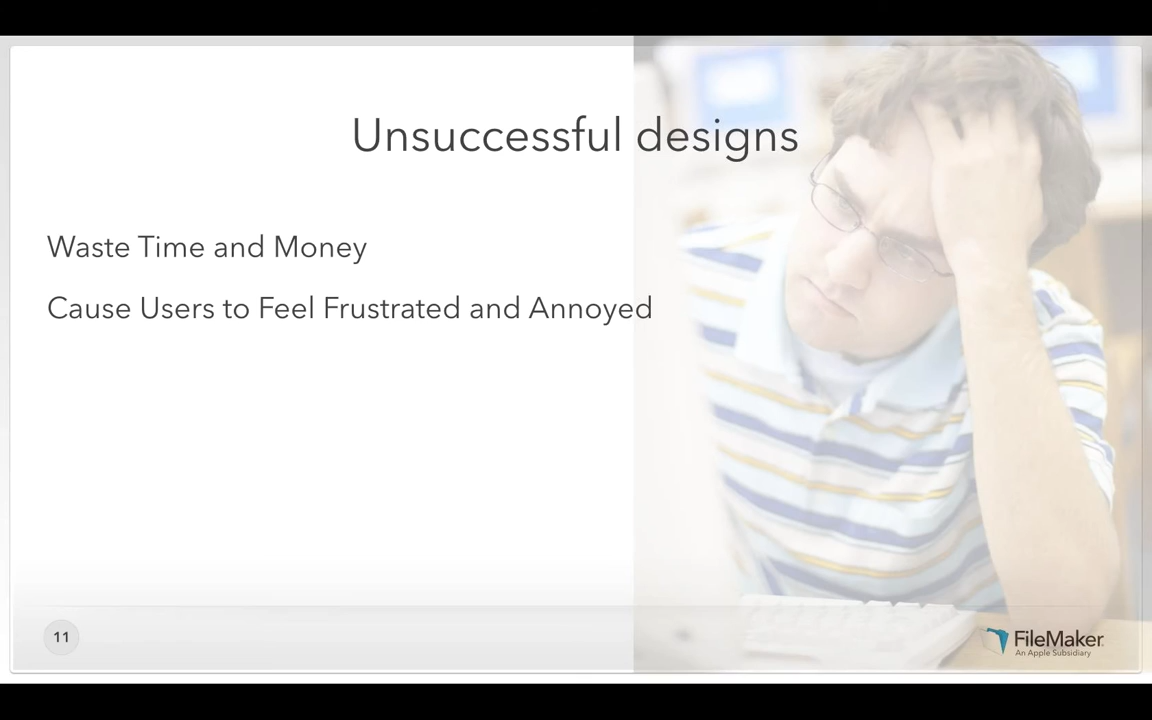 Unsuccessful designs
Waste Time and Money
Cause Users to Feel Frustrated and Annoyed
11
FileMaker
An Apple Subsidiary